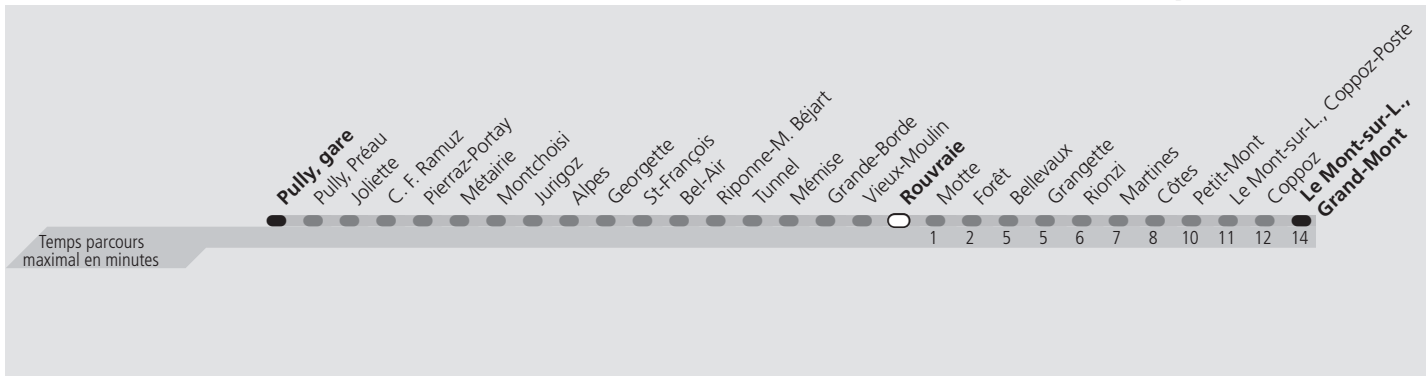 Pully, gare
Pully, Préau
Joliette
C. F. Ramuz
Pierraz-Portay
Métairie
Montchoisi
Jurigoz
Alpes
Georgette
St-François
Bel-Air
Riponne-M. Béjart
Tunnel
Mémise
Grande-Borde
Vieux-Moulin
Rouvraie
Motte
Forêt
Bellevaux
Grangette
Rionzi
Martines
Côtes
Petit-Mont
Le Mont-sur-L., Coppoz-Poste
Coppoz
Le Mont-sur-L.,
Grand-Mont
Temps parcours
maximal en minutes
1 2 5 5 6 7 8 10 11 12 14